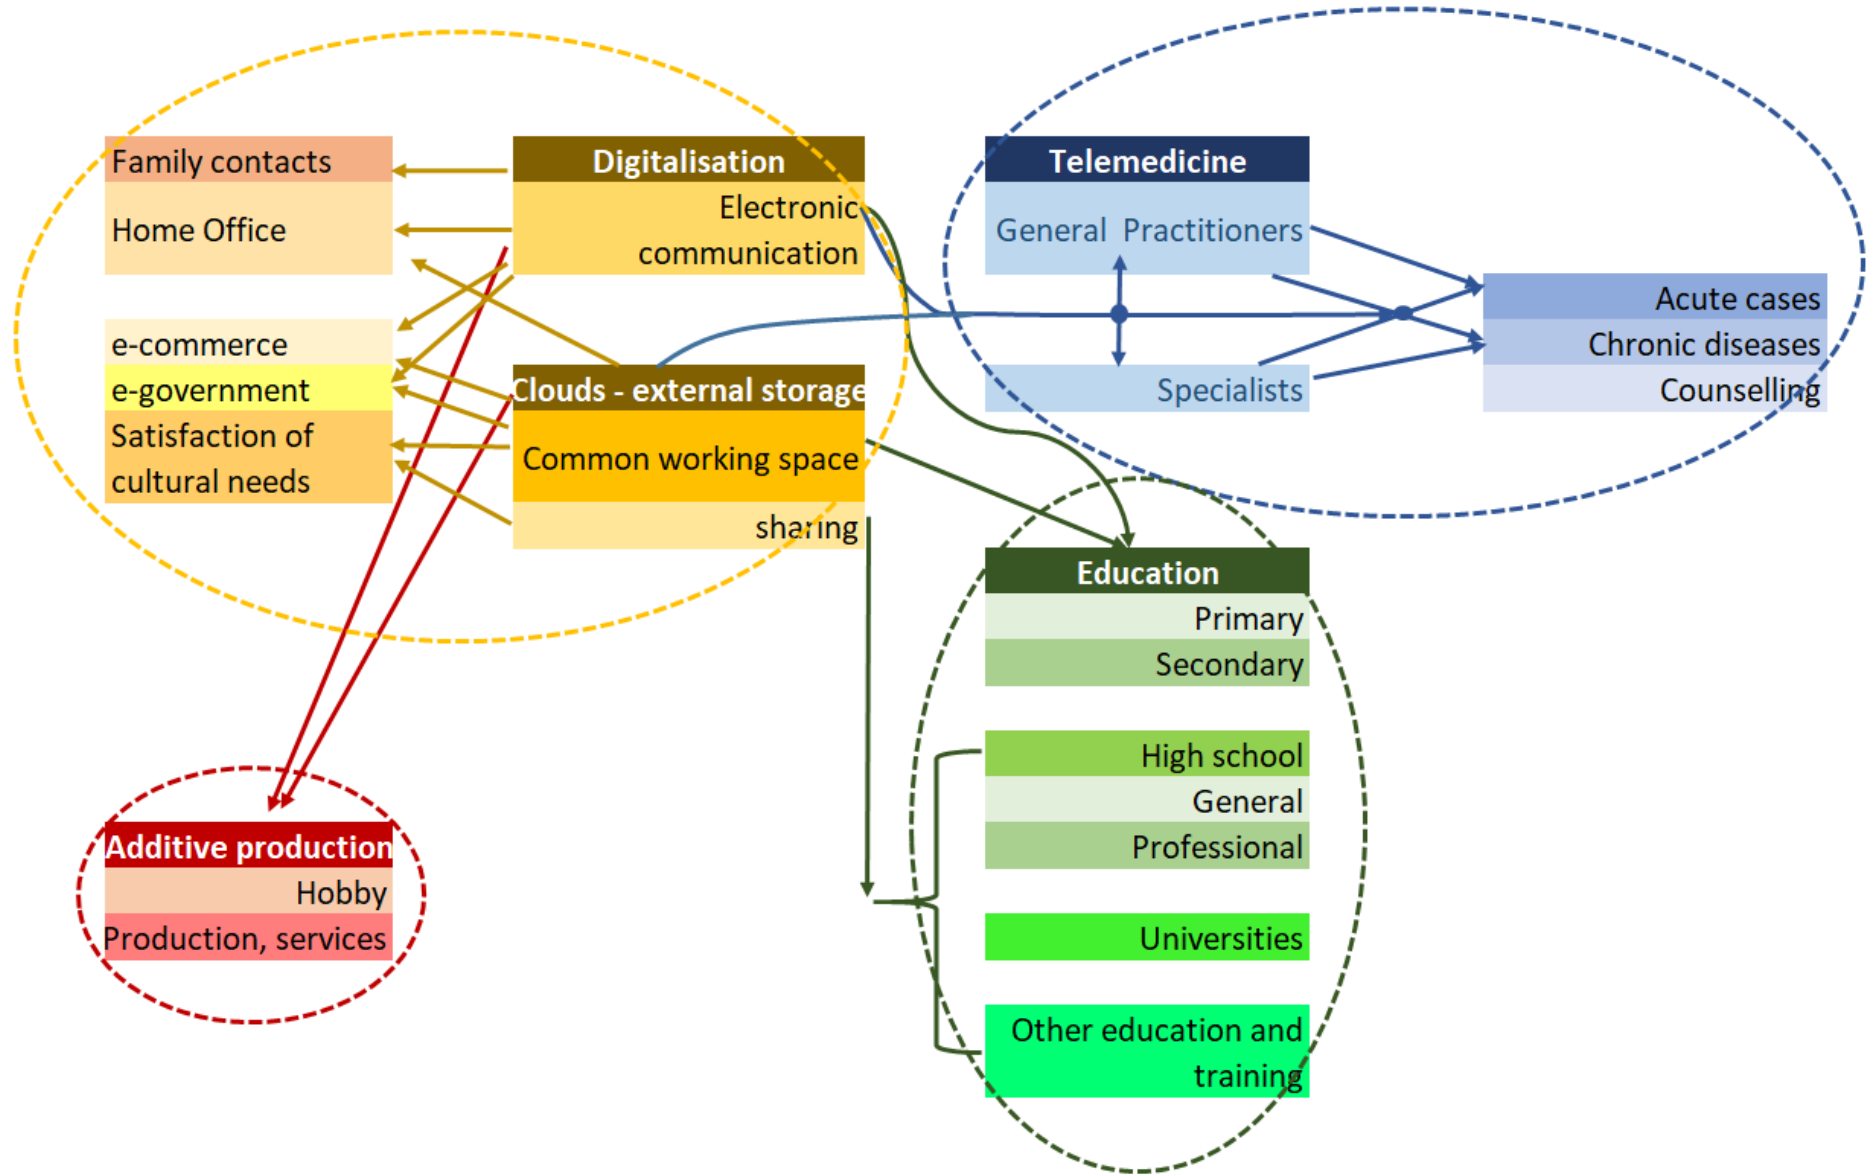 Family contacts
Home Office
e-commerce
e-government
Satisfaction of
cultural needs
Digitalisation
Electronic
communication
Clouds - external storage
Common working space
sharing
Telemedicine
General Practitioners
Specialists
Acute cases
Chronic diseases
Counselling
Education
Primary
Secondary
High school
General
Professional
Universities
Other education and
training
Additive production
Hobby
Production, services